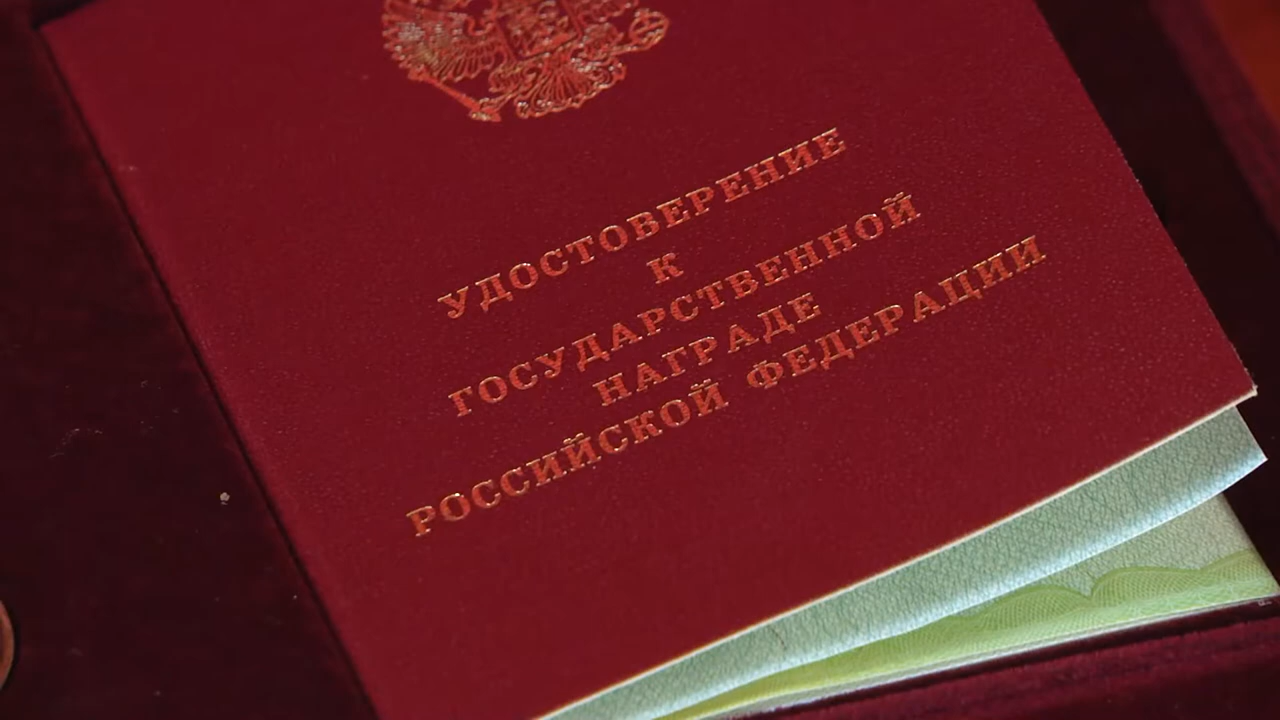 УДОСТОВЕРЕНИЕ
К
ГОСУДАРСТВЕННОЙ
НАГРАДЕ
РОССИЙСКОЙ ФЕДЕРАЦИИ